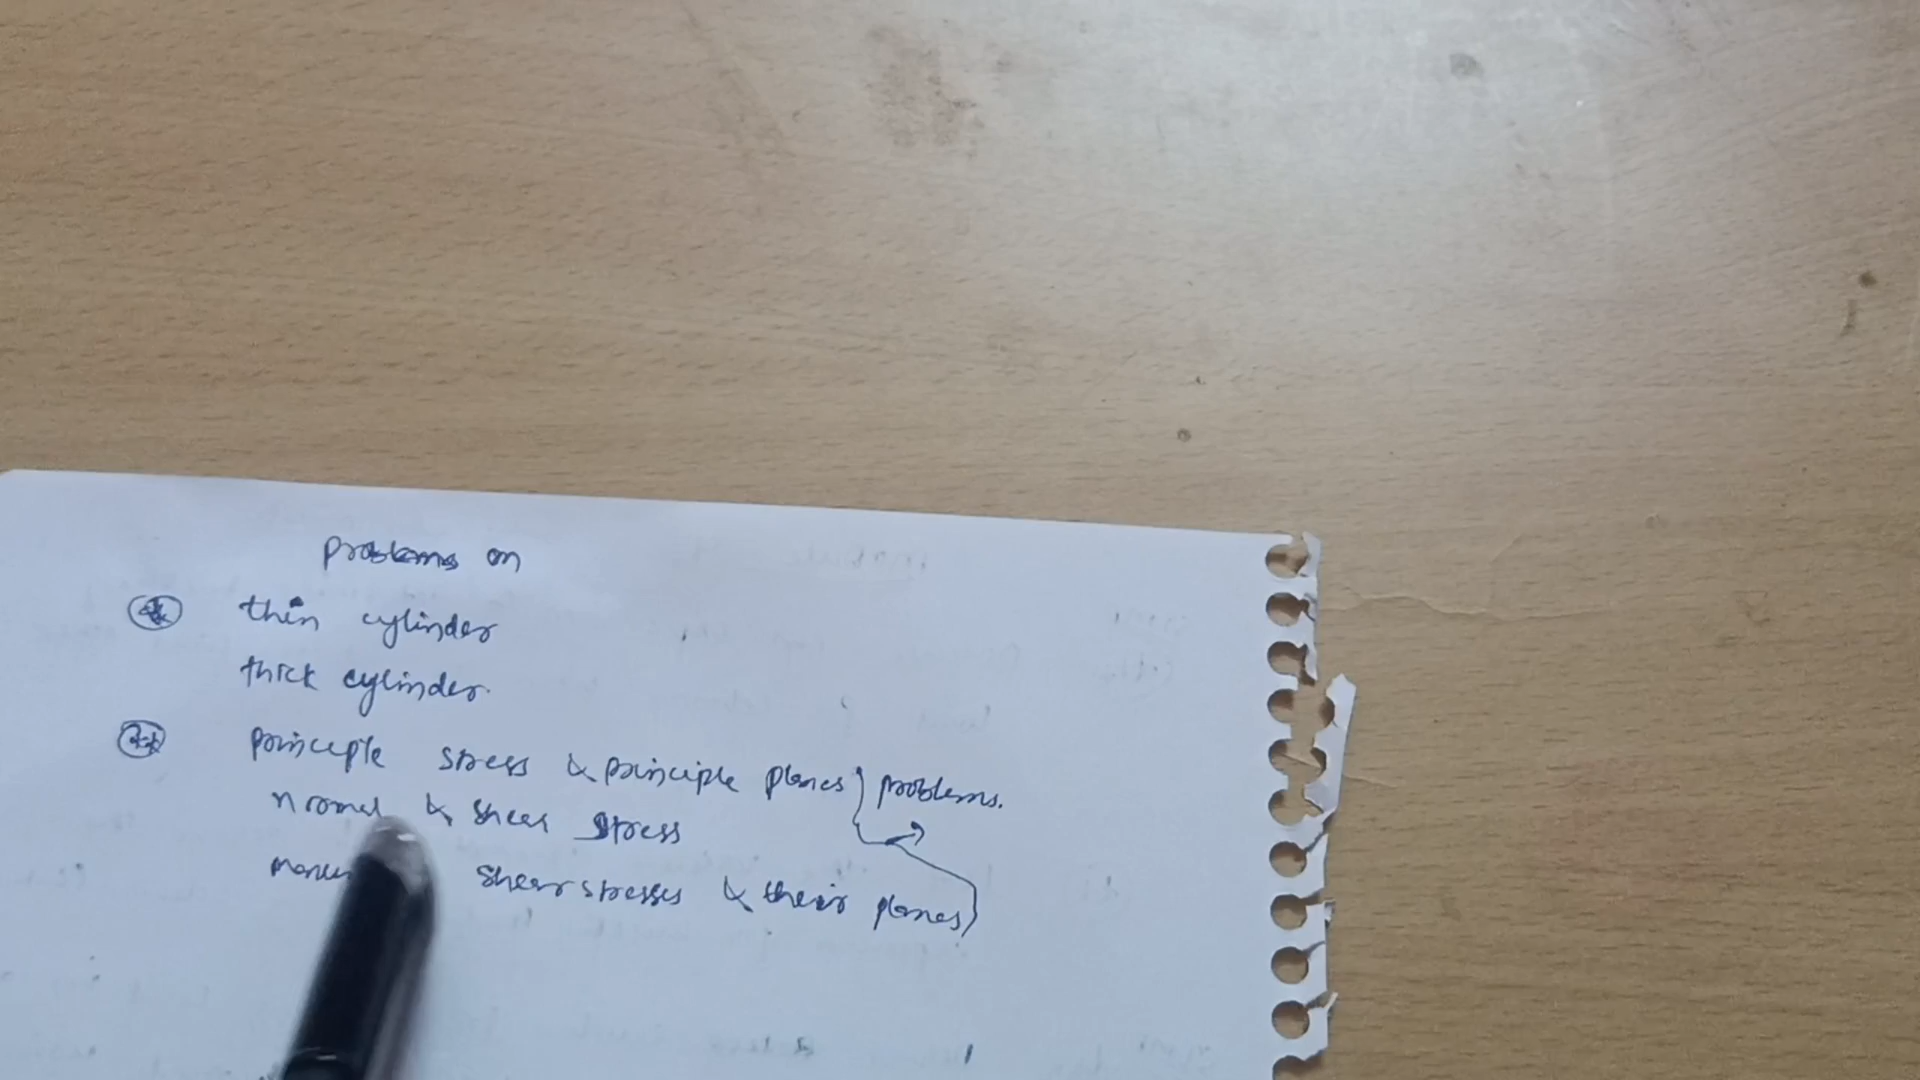 problems on
thin cylinder
thick cylinder.
principle stress & principle planes } problems.
normal & shear stress
shear stresses & their planes